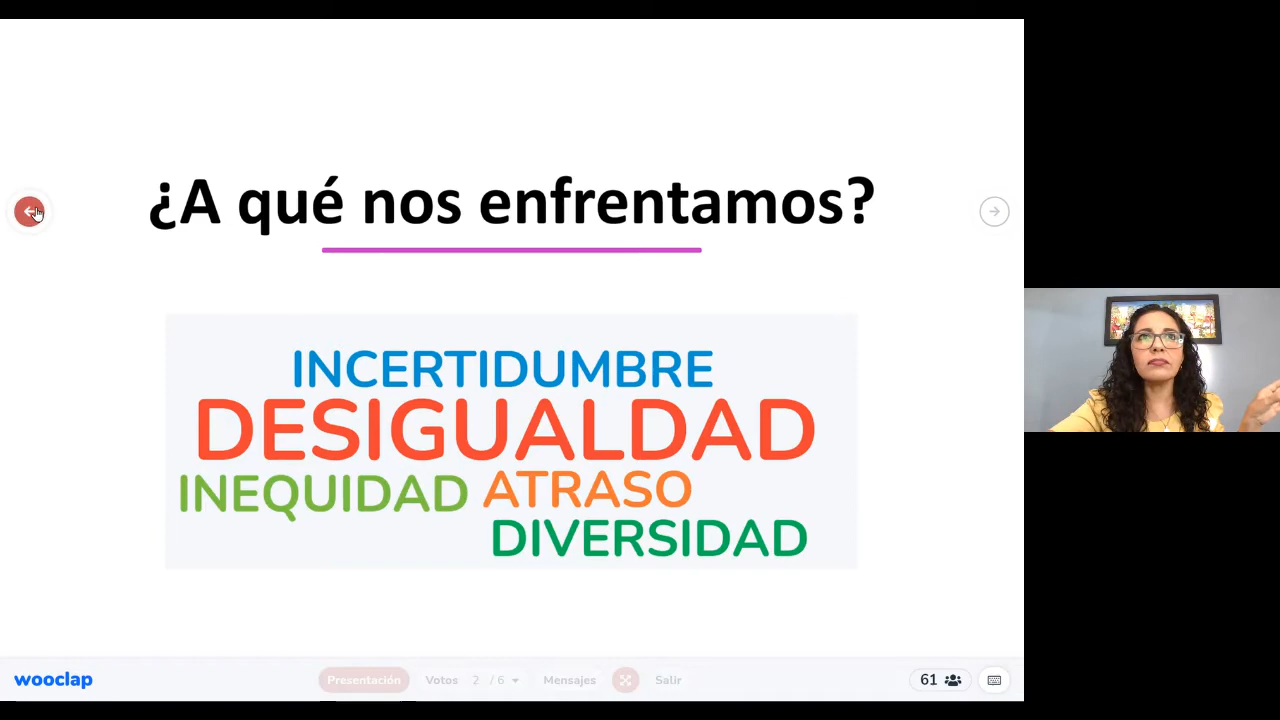 ¿A qué nos enfrentamos?
INCERTIDUMBRE
DESIGUALDAD
INEQUIDAD ATRASO
DIVERSIDAD
wooclap Presentación Votos 2 / 6 Mensajes Salir 61